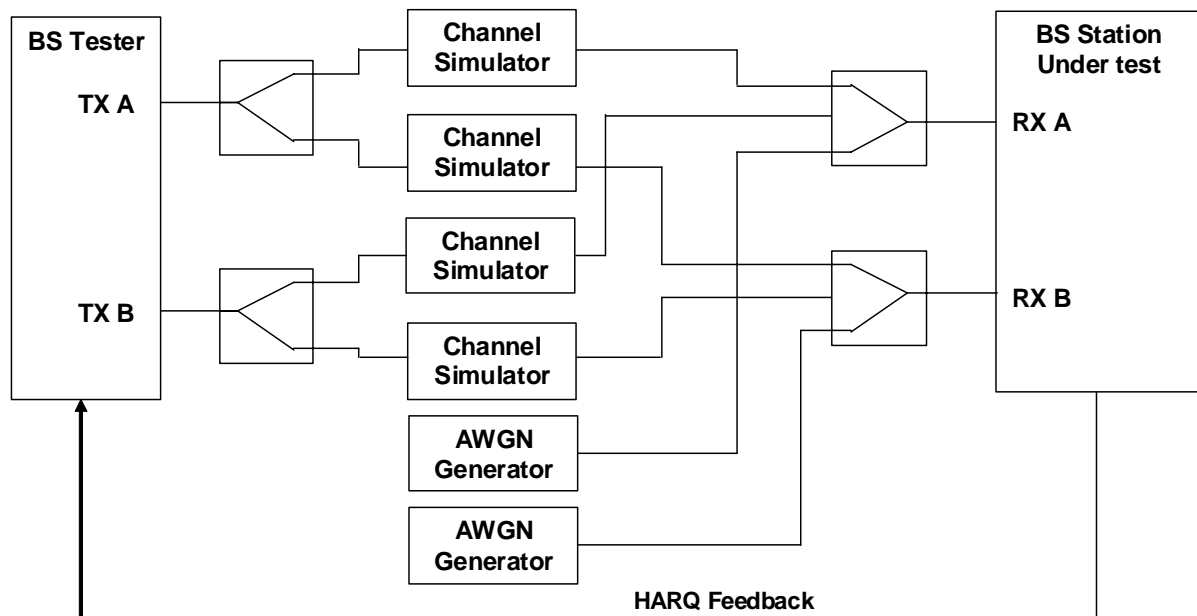 BS Tester
TX A
TX B
Channel
Simulator
Channel
Simulator
Channel
Simulator
Channel
Simulator
AWGN
Generator
AWGN
Generator
BS Station
Under test
RX A
RX B
HARQ Feedback